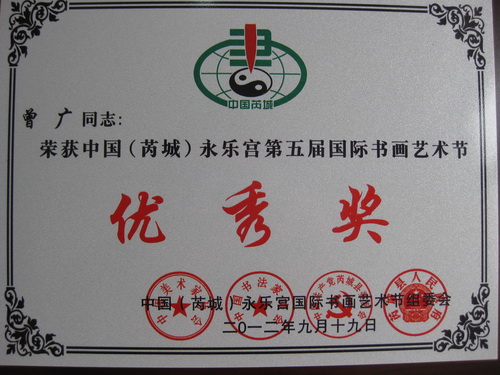 中国芮城
曾 广 同志:
荣获中国(芮城)永乐宫第五届国际书画艺术节
优秀奖
中国(芮城)永乐宫国际书画艺术节组委会
二〇一二年九月十九日